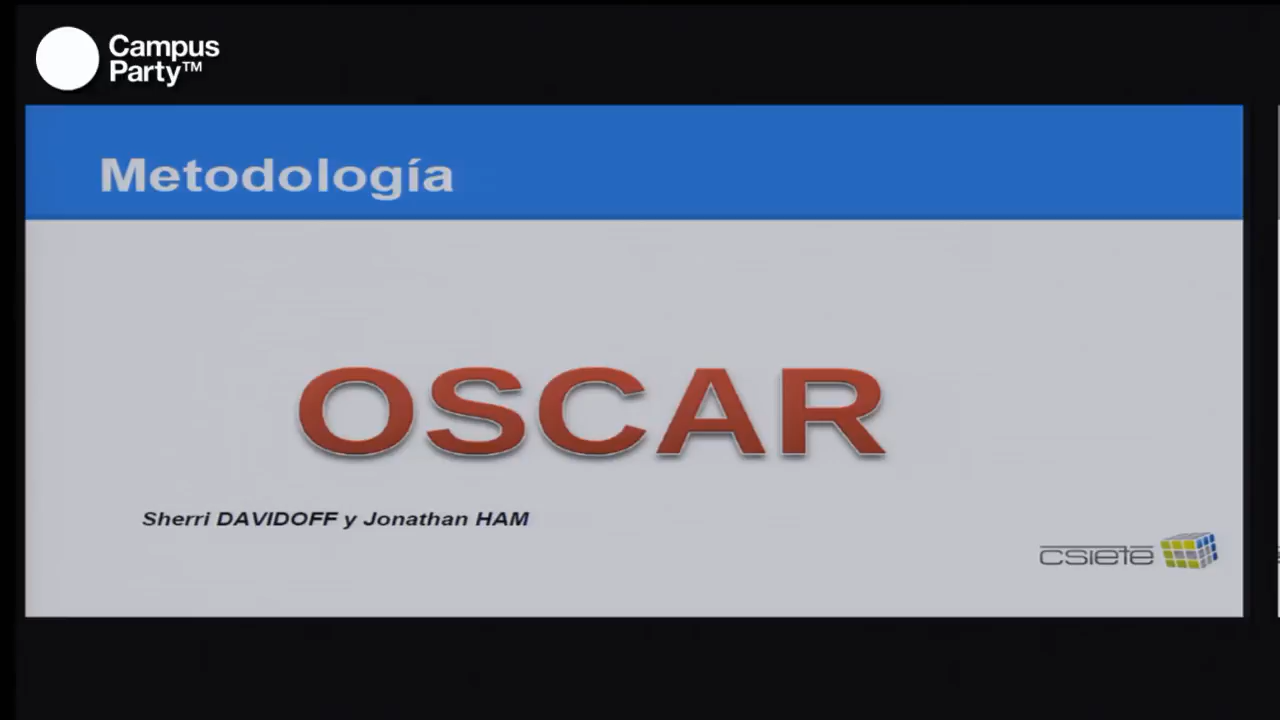 Campus
Party™
Metodología
OSCAR
Sherri DAVIDOFF y Jonathan HAM
csiete